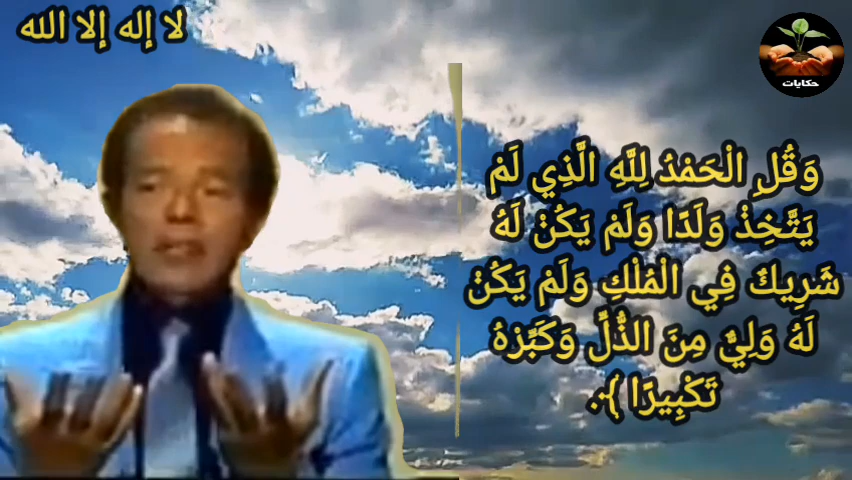 لا إله إلا الله
حكايات
وَقُلِ الْحَمْدُ لِلَّهِ الَّذِي لَمْ
يَتَّخِذْ وَلَدًا وَلَمْ يَكُنْ لَهُ
شَرِيكٌ فِي الْمُلْكِ وَلَمْ يَكُنْ
لَهُ وَلِيٌّ مِنَ الذُّلِّ وَكَبِّرْهُ
تَكْبِيرًا ﴾.